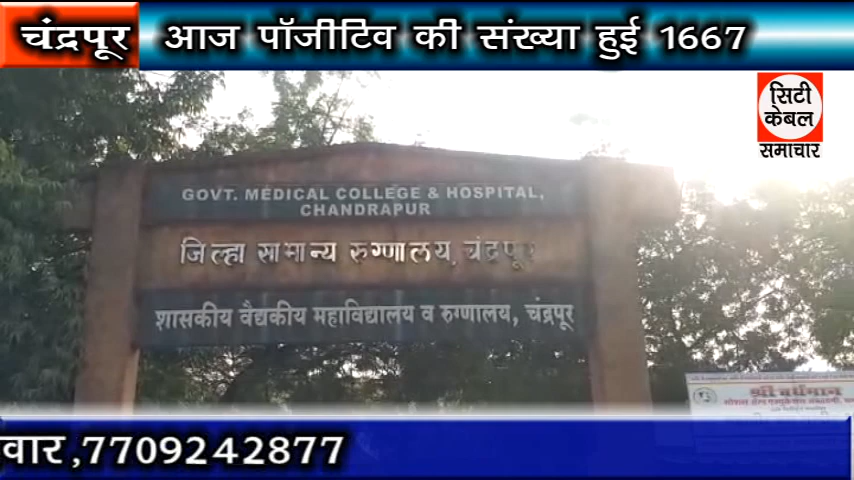 चंद्रपूर
आज पॉजीटिव की संख्या हुई 1667
सिटी
केबल
समाचार
GOVT. MEDICAL COLLEGE & HOSPITAL,
CHANDRAPUR
जिल्हा सामान्य रुग्णालय, चंद्रपूर
शासकीय वैद्यकीय महाविद्यालय व रुग्णालय, चंद्रपूर
श्री वर्धमान
वार ,7709242877